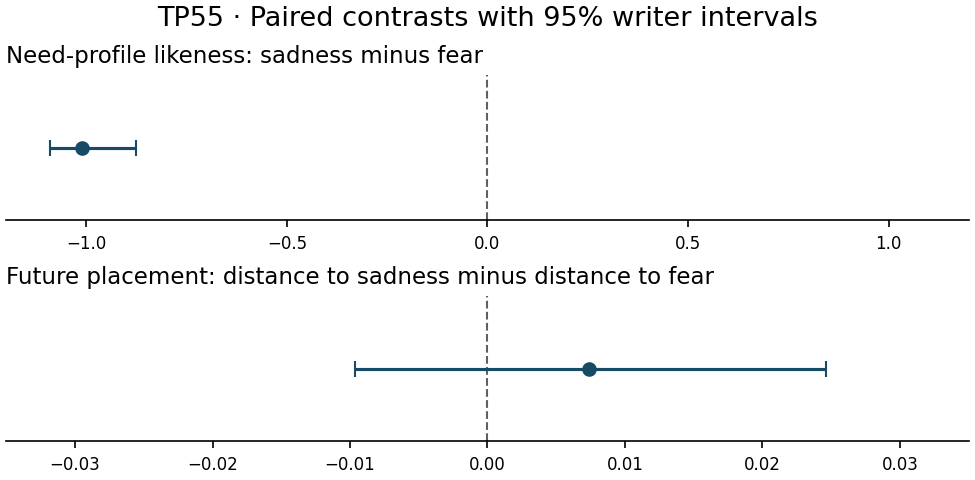 TP55 · Paired contrasts with 95% writer intervals
Need-profile likeness: sadness minus fear
−1.0 −0.5 0.0 0.5 1.0
Future placement: distance to sadness minus distance to fear
−0.03 −0.02 −0.01 0.00 0.01 0.02 0.03